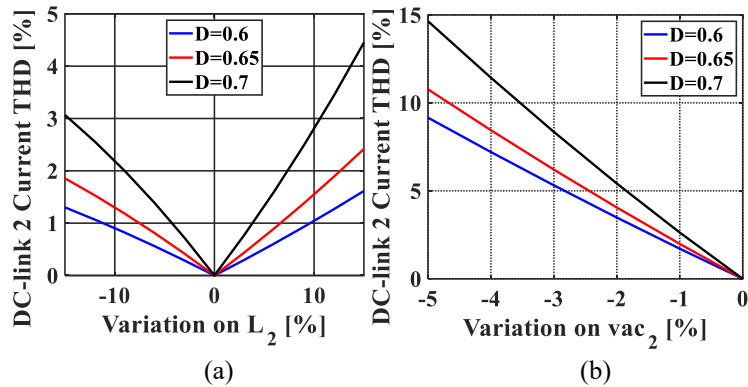 DC-link 2 Current THD [%]
5
4
3
2
1
0
D=0.6
D=0.65
D=0.7
-10
0
10
Variation on L2 [%]
(a)
DC-link 2 Current THD [%]
15
10
5
0
D=0.6
D=0.65
D=0.7
-5
-4
-3
-2
-1
0
Variation on vac2 [%]
(b)